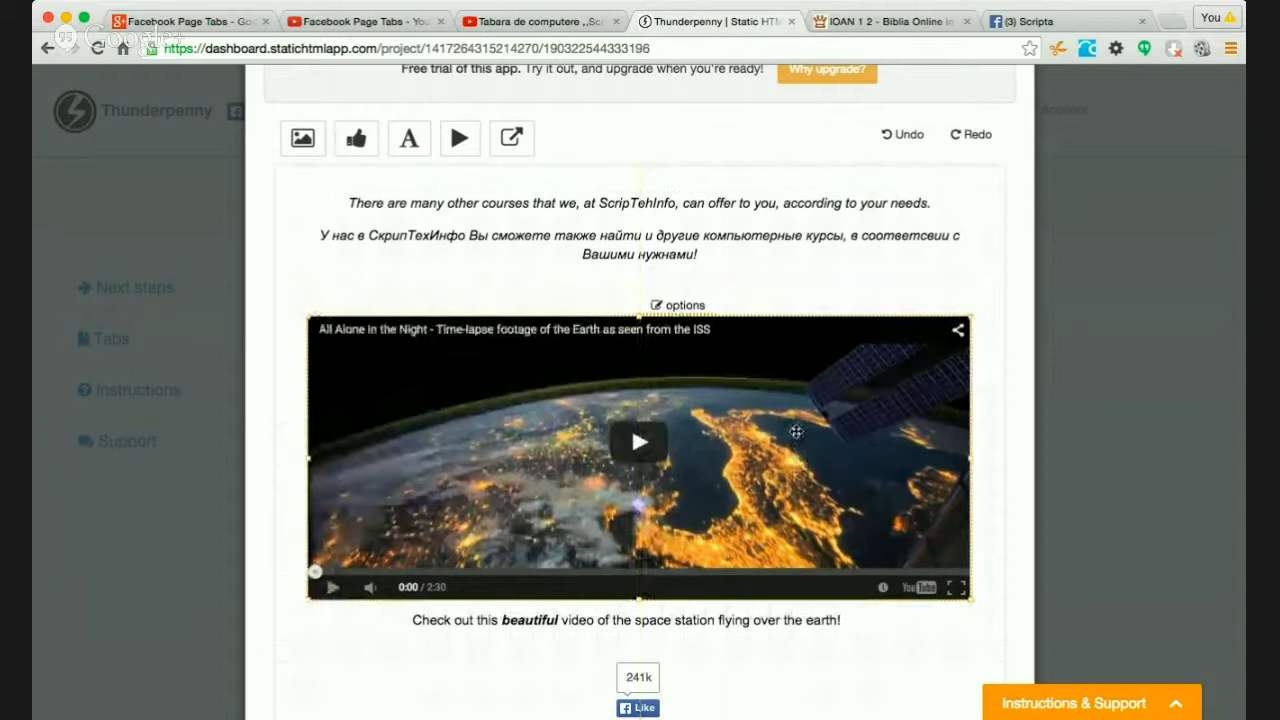 Facebook Page Tabs - Goo
Facebook Page Tabs - You
Tabara de computere ,,Scr
Thunderpenny | Static HTM
IOAN 1 2 - Biblia Online in
(3) Scripta
You
Google+
https://dashboard.statichtmlapp.com/project/1417264315214270/190322544333196
Free trial of this app. Try it out, and upgrade when you're ready!
Why upgrade?
Thunderpenny
Account
Undo
Redo
There are many other courses that we, at ScripTehInfo, can offer to you, according to your needs.
У нас в СкрипТехИнфо Вы сможете также найти и другие компьютерные курсы, в соответсвии с
Вашими нужнами!
Next steps
Tabs
Instructions
Support
options
All Alone in the Night - Time-lapse footage of the Earth as seen from the ISS
0:00 / 2:30
YouTube
Check out this beautiful video of the space station flying over the earth!
241k
Like
Instructions & Support